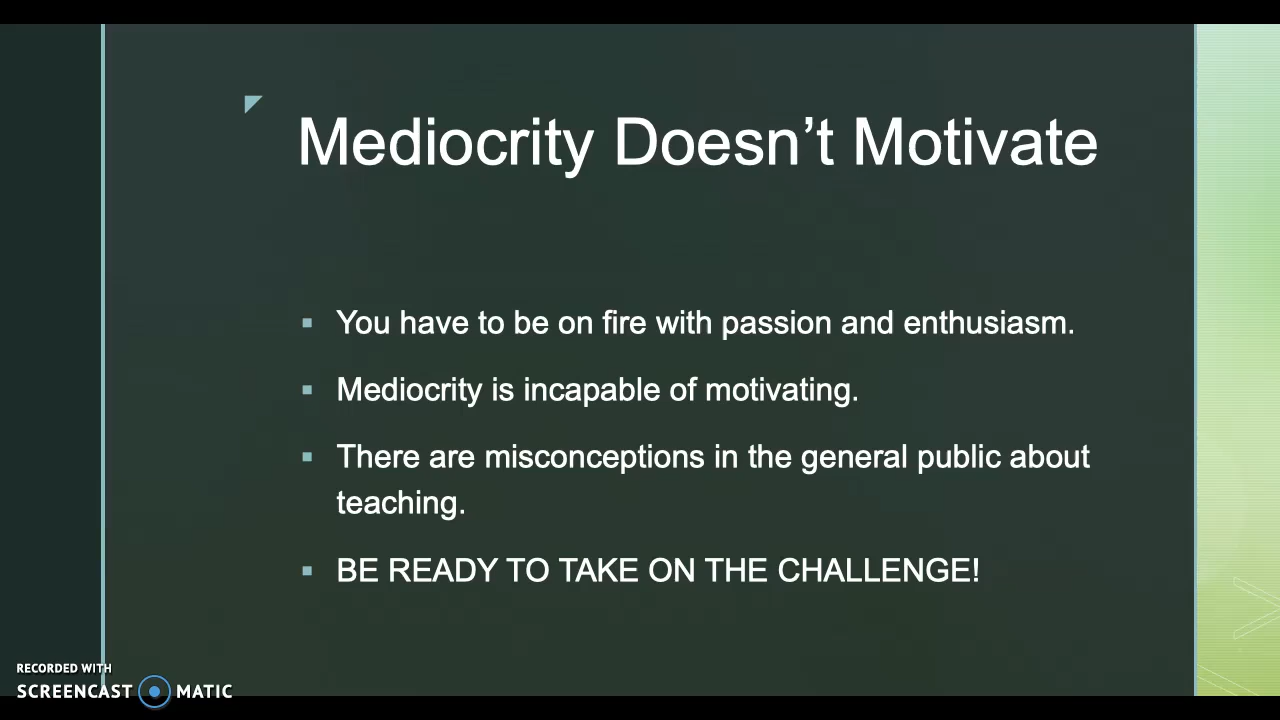 Mediocrity Doesn’t Motivate
You have to be on fire with passion and enthusiasm.
Mediocrity is incapable of motivating.
There are misconceptions in the general public about
teaching.
BE READY TO TAKE ON THE CHALLENGE!
RECORDED WITH
SCREENCAST MATIC